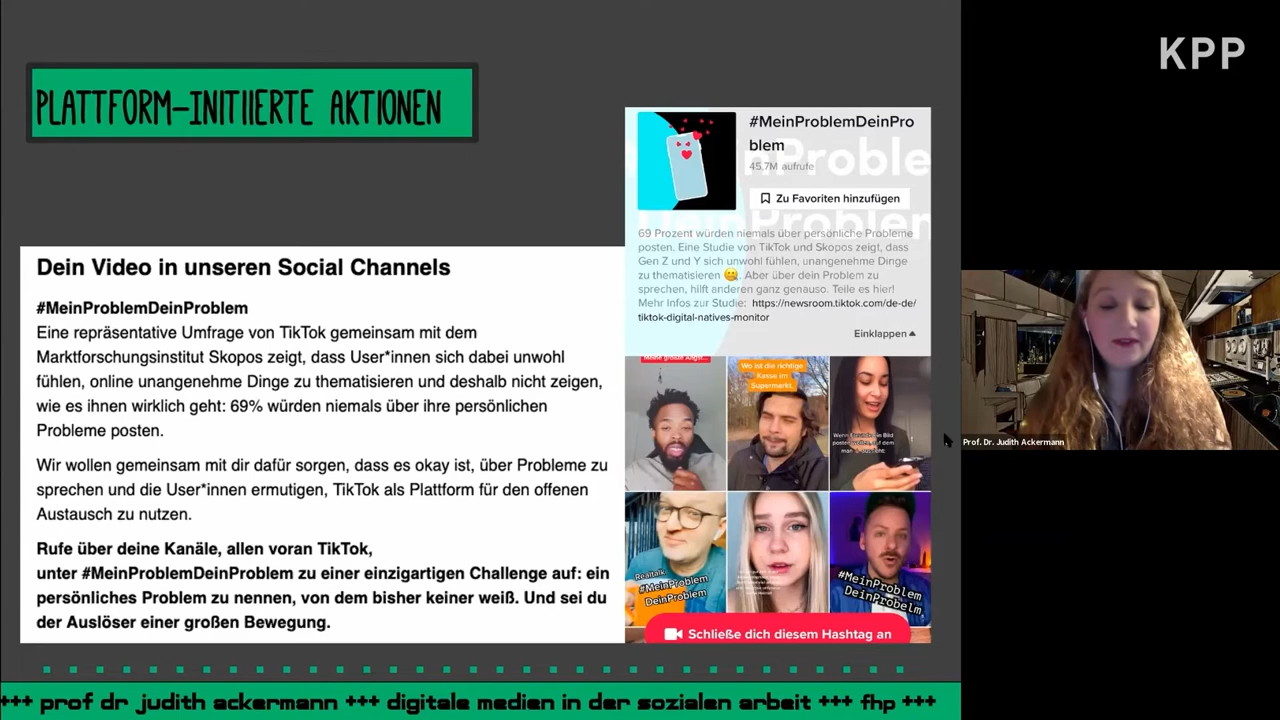 KPP
PLATTFORM-INITIIERTE AKTIONEN
Dein Video in unseren Social Channels
#MeinProblemDeinProblem
Eine repräsentative Umfrage von TikTok gemeinsam mit dem
Marktforschungsinstitut Skopos zeigt, dass User*innen sich dabei unwohl
fühlen, online unangenehme Dinge zu thematisieren und deshalb nicht zeigen,
wie es ihnen wirklich geht: 69% würden niemals über ihre persönlichen
Probleme posten.
Wir wollen gemeinsam mit dir dafür sorgen, dass es okay ist, über Probleme zu
sprechen und die User*innen ermutigen, TikTok als Plattform für den offenen
Austausch zu nutzen.
Rufe über deine Kanäle, allen voran TikTok,
unter #MeinProblemDeinProblem zu einer einzigartigen Challenge auf: ein
persönliches Problem zu nennen, von dem bisher keiner weiß. Und sei du
der Auslöser einer großen Bewegung.
#MeinProblemDeinPro
blem
45,7M aufrufe
Zu Favoriten hinzufügen
69 Prozent würden niemals über persönliche Probleme
posten. Eine Studie von TikTok und Skopos zeigt, dass
Gen Z und Y sich unwohl fühlen, unangenehme Dinge
zu thematisieren 🤐. Aber über dein Problem zu
sprechen, hilft anderen ganz genauso. Teile es hier!
Mehr Infos zur Studie: https://newsroom.tiktok.com/de-de/
tiktok-digital-natives-monitor
Einklappen
Meine größte Angst...
Wo ist die richtige
Kasse im
Supermarkt.
Realtalk
#MeinProblem
DeinProblem
#MeinProblem
DeinProbelm
Schließe dich diesem Hashtag an
Prof. Dr. Judith Ackermann
+++ prof dr judith ackermann +++ digitale medien in der sozialen arbeit +++ fhp +++